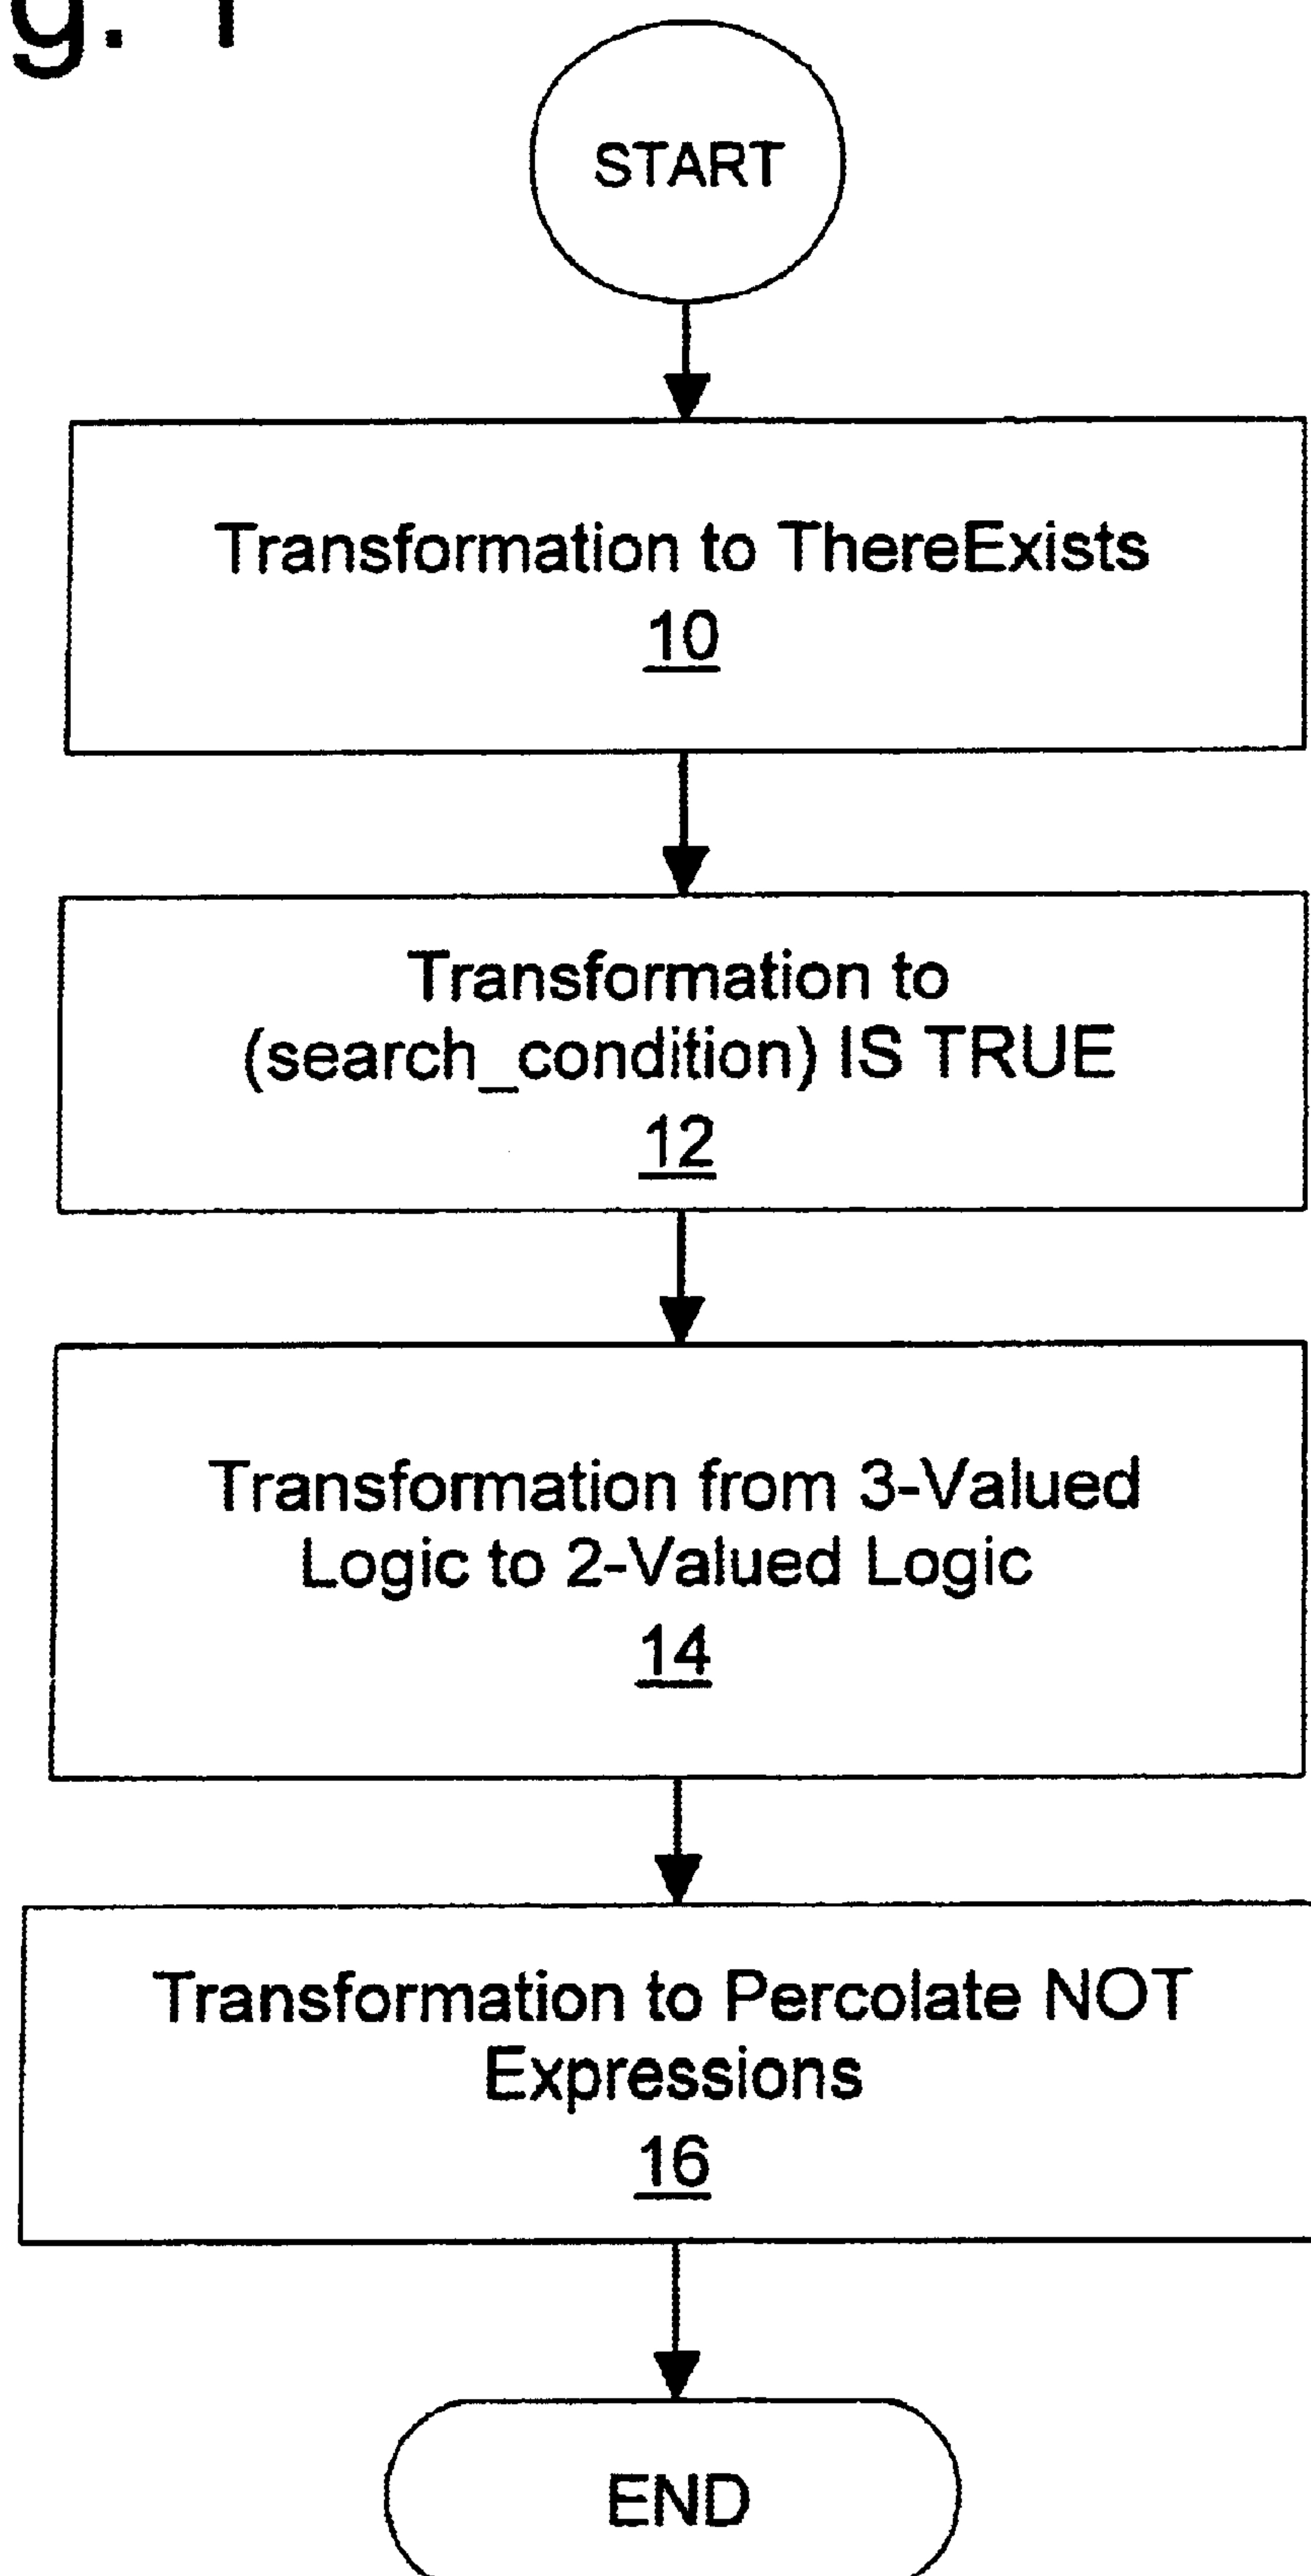 g. 1
START
Transformation to ThereExists
10
Transformation to
(search_condition) IS TRUE
12
Transformation from 3-Valued
Logic to 2-Valued Logic
14
Transformation to Percolate NOT
Expressions
16
END